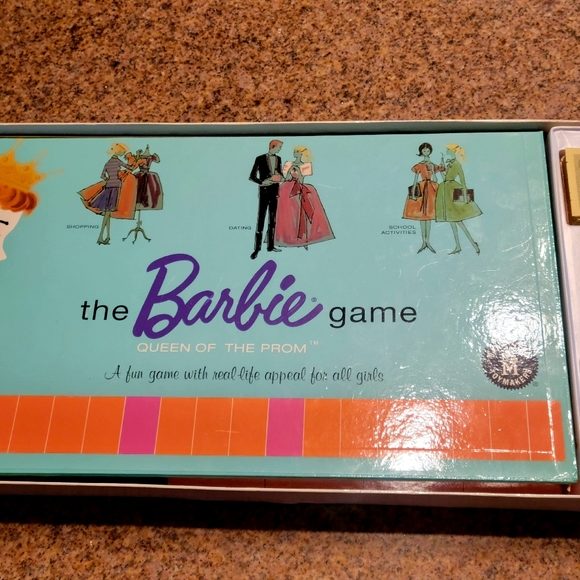 SHOPPING
DATING
SCHOOL
ACTIVITIES
the Barbie® game
QUEEN OF THE PROM™
A fun game with real-life appeal for all girls
M